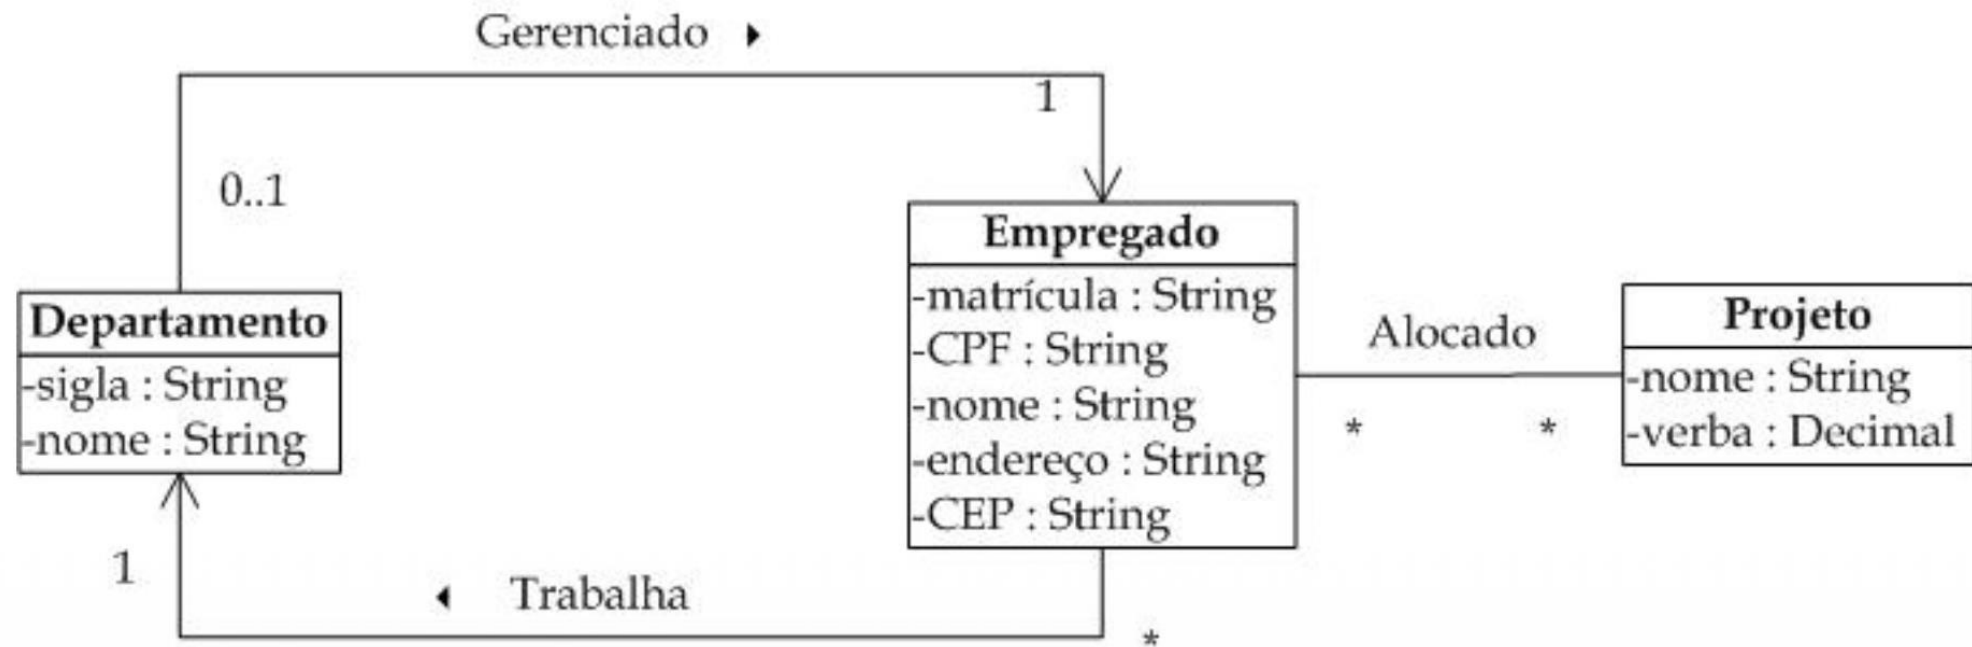 Gerenciado
1
0..1
Departamento
-sigla : String
-nome : String
Empregado
-matrícula : String
-CPF : String
-nome : String
-endereço : String
-CEP : String
Alocado
*
*
Projeto
-nome : String
-verba : Decimal
1
Trabalha
*